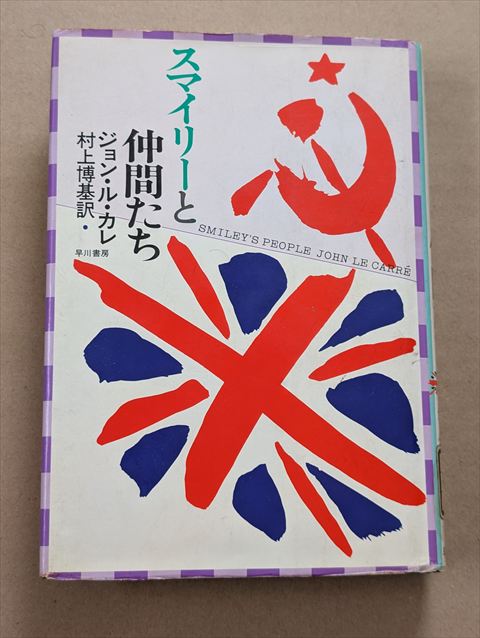 スマイリーと
仲間たち
ジョン・ル・カレ
村上博基訳・
早川書房
SMILEY'S PEOPLE JOHN LE CARRÉ